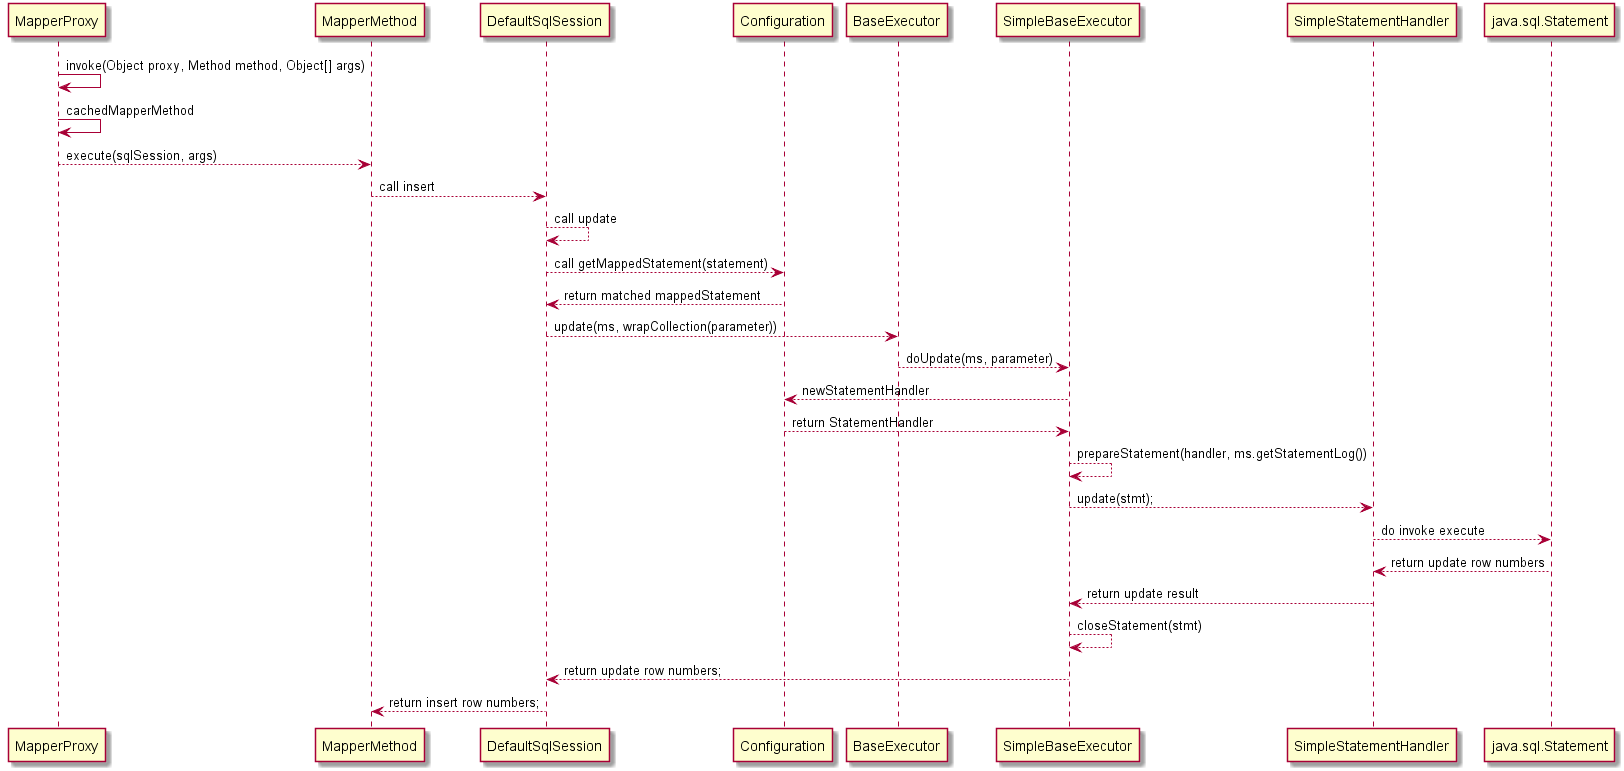 MapperProxy
MapperMethod
DefaultSqlSession
Configuration
BaseExecutor
SimpleBaseExecutor
SimpleStatementHandler
java.sql.Statement
invoke(Object proxy, Method method, Object[] args)
cachedMapperMethod
execute(sqlSession, args)
call insert
call update
call getMappedStatement(statement)
return matched mappedStatement
update(ms, wrapCollection(parameter))
doUpdate(ms, parameter)
newStatementHandler
return StatementHandler
prepareStatement(handler, ms.getStatementLog())
update(stmt);
do invoke execute
return update row numbers
return update result
closeStatement(stmt)
return update row numbers;
return insert row numbers;
MapperProxy
MapperMethod
DefaultSqlSession
Configuration
BaseExecutor
SimpleBaseExecutor
SimpleStatementHandler
java.sql.Statement